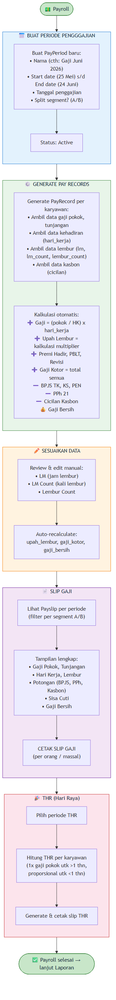 Payroll
BUAT PERIODE PENGGGAJIAN
Buat PayPeriod baru:
• Nama (cth: Gaji Juni
2026)
• Start date (25 Mei) s/d
End date (24 Juni)
• Tanggal penggajian
• Split segment? (A/B)
Status: Active
GENERATE PAY RECORDS
Generate PayRecord per
karyawan:
• Ambil data gaji pokok,
tunjangan
• Ambil data kehadiran
(hari_kerja)
• Ambil data lembur (lm,
lm_count, lembur_count)
• Ambil data kasbon
(cicilan)
Kalkulasi otomatis:
➕ Gaji = (pokok / HK) x
hari_kerja
➕ Upah Lembur =
kalkulasi multiplier
➕ Premi Hadir, PBLT,
Revisi
➕ Gaji Kotor = total
semua
➖ BPJS TK, KS, PEN
➖ PPh 21
➖ Cicilan Kasbon
💰 Gaji Bersih
SESUAIKAN DATA
Review & edit manual:
• LM (jam lembur)
• LM Count (kali lembur)
• Lembur Count
Auto-recalculate:
upah_lembur, gaji_kotor,
gaji_bersih
SLIP GAJI
Lihat Payslip per periode
(filter per segment A/B)
Tampilan lengkap:
• Gaji Pokok, Tunjangan
• Hari Kerja, Lembur
• Potongan (BPJS, PPh,
Kasbon)
• Sisa Cuti
• Gaji Bersih
CETAK SLIP GAJI
(per orang / massal)
THR (Hari Raya)
Pilih periode THR
Hitung THR per karyawan
(1x gaji pokok utk >1 thn,
proporsional utk <1 thn)
Generate & cetak slip THR
✅ Payroll selesai →
lanjut Laporan